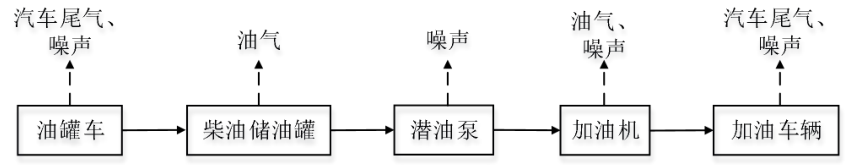 汽车尾气、
噪声
油气
噪声
油气、
噪声
汽车尾气、
噪声
油罐车
柴油储油罐
潜油泵
加油机
加油车辆